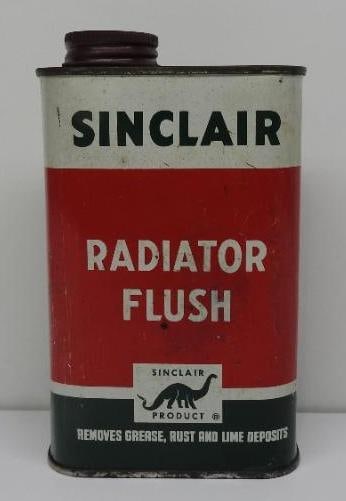 SINCLAIR
RADIATOR
FLUSH
SINCLAIR
PRODUCT ®
REMOVES GREASE, RUST AND LIME DEPOSITS